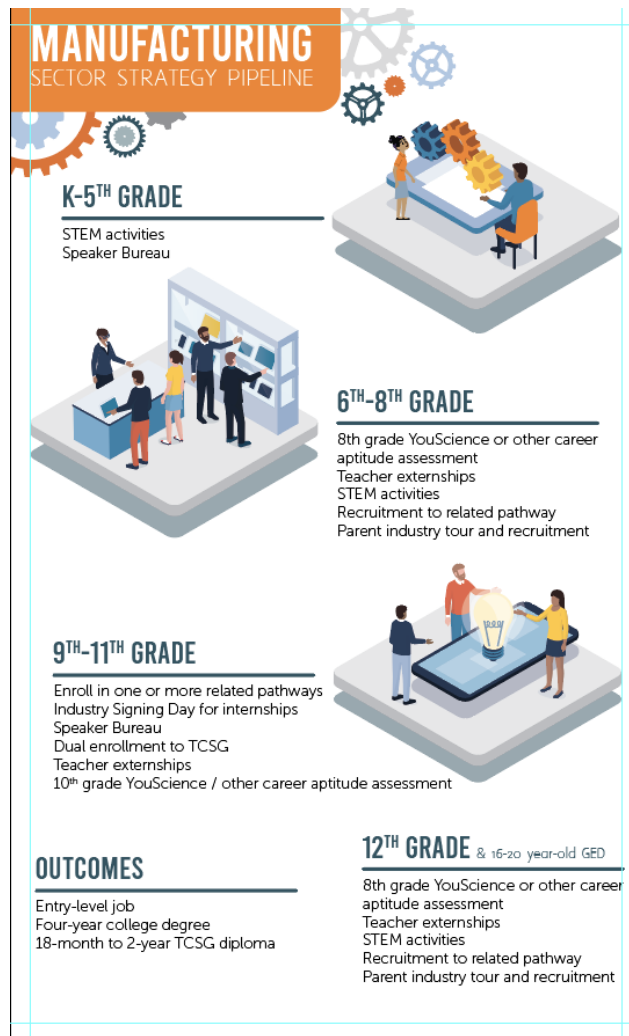 MANUFACTURING
SECTOR STRATEGY PIPELINE
K-5TH GRADE
STEM activities
Speaker Bureau
6TH-8TH GRADE
8th grade YouScience or other career
aptitude assessment
Teacher externships
STEM activities
Recruitment to related pathway
Parent industry tour and recruitment
9TH-11TH GRADE
Enroll in one or more related pathways
Industry Signing Day for internships
Speaker Bureau
Dual enrollment to TCSG
Teacher externships
10th grade YouScience / other career aptitude assessment
OUTCOMES
Entry-level job
Four-year college degree
18-month to 2-year TCSG diploma
12TH GRADE & 16-20 year-old GED
8th grade YouScience or other career
aptitude assessment
Teacher externships
STEM activities
Recruitment to related pathway
Parent industry tour and recruitment